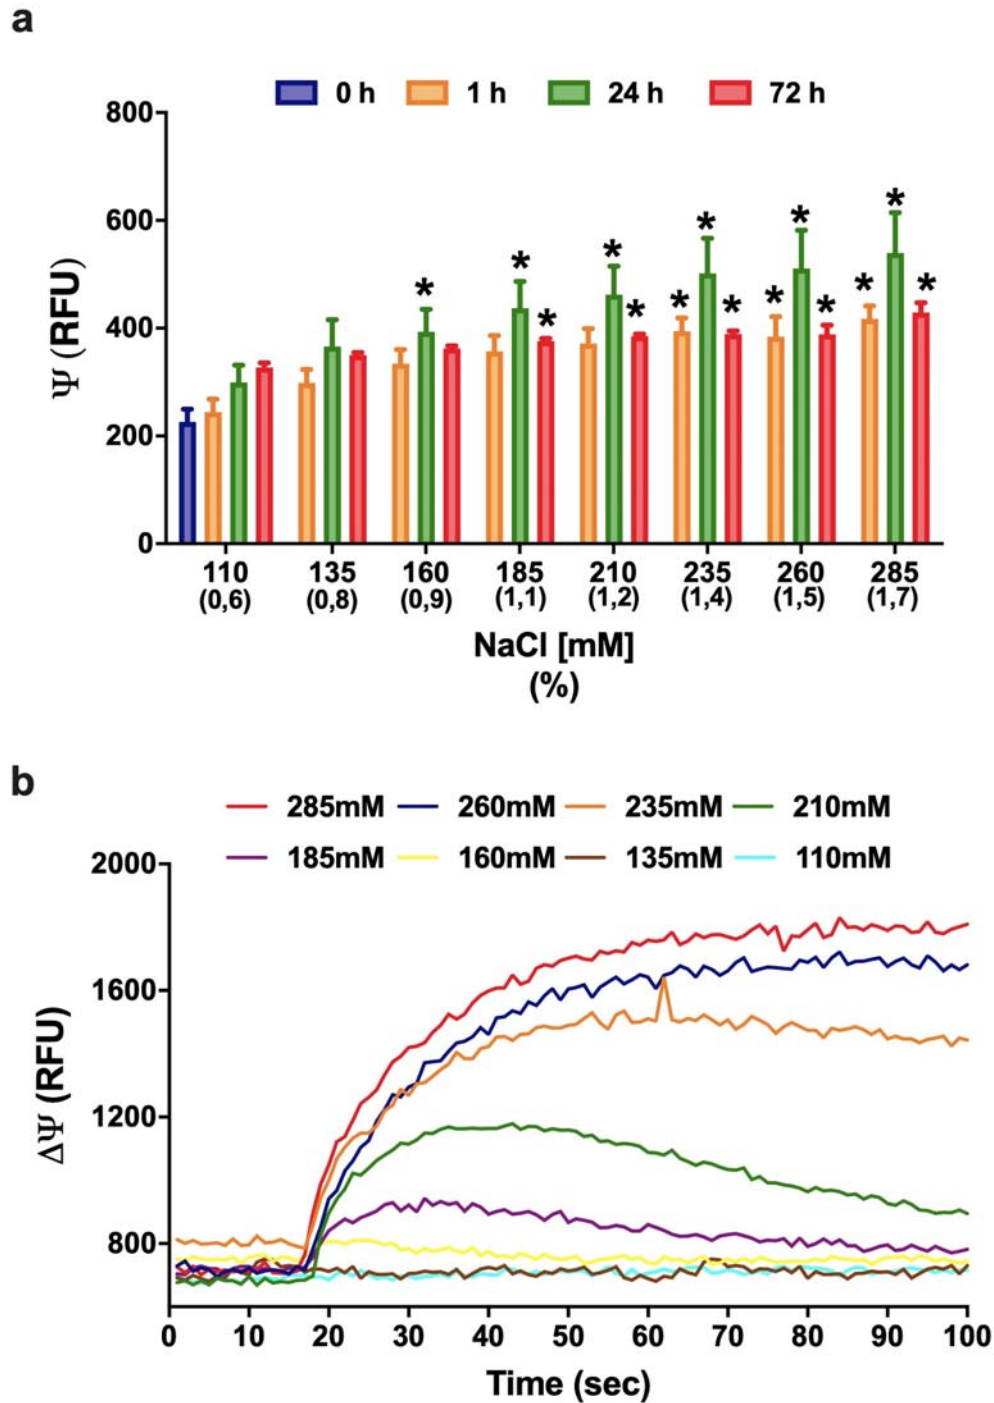 a
0 h 1 h 24 h 72 h
800
600
400
200
0
Ψ (RFU)
* * * * * * * * * * * * * *
110 135 160 185 210 235 260 285
(0,6) (0,8) (0,9) (1,1) (1,2) (1,4) (1,5) (1,7)
NaCl [mM]
(%)
b
285mM 260mM 235mM 210mM
185mM 160mM 135mM 110mM
2000
1600
1200
800
ΔΨ (RFU)
0 10 20 30 40 50 60 70 80 90 100
Time (sec)